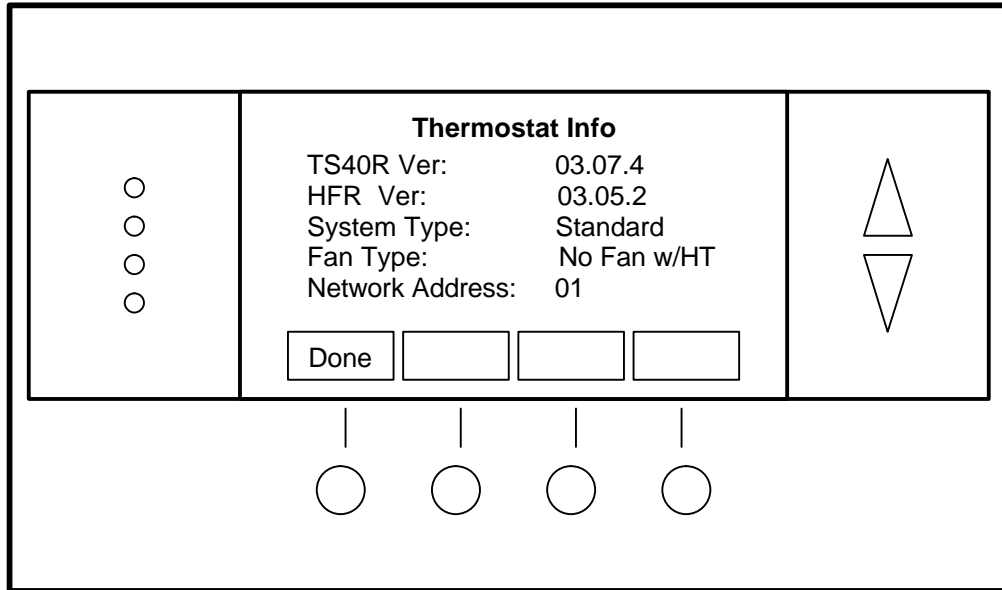 Thermostat Info
TS40R Ver: 03.07.4
HFR Ver: 03.05.2
System Type: Standard
Fan Type: No Fan w/HT
Network Address: 01
Done